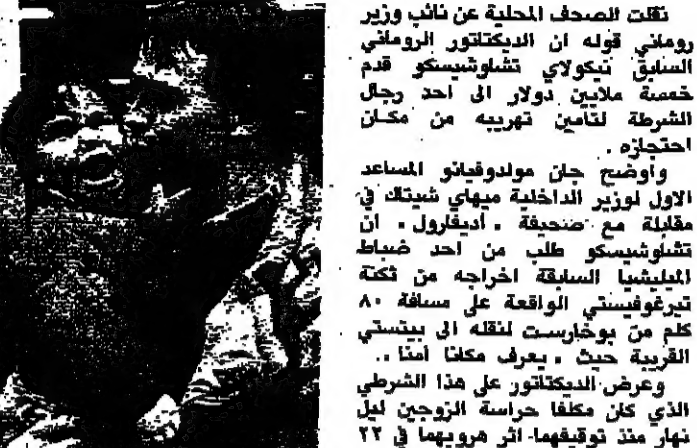 نقلت الصحف المحلية عن نائب وزير
روماني قوله ان الديكتاتور الروماني
السابق نيكولاي تشاوشيسكو قدم
خمسة ملايين دولار الى احد رجال
الشرطة لتأمين تهريبه من مكان
احتجازه .
وأوضح جان مولدوفيانو المساعد
الاول لوزير الداخلية ميهاي شيتاك في
مقابلة مع صحيفة « أديفارول » ان
تشاوشيسكو طلب من احد ضباط
الميليشيا السابقة اخراجه من ثكنة
تيرغوفيستي الواقعة على مسافة ٨٠
كلم من بوخارست لنقله الى بيتستي
القريبة حيث « يعرف مكانا آمنا » .
وعرض الديكتاتور على هذا الشرطي
الذي كان مكلفا حراسة الزوجين ليل
نهار منذ توقيفهما اثر هروبهما في ٢٢